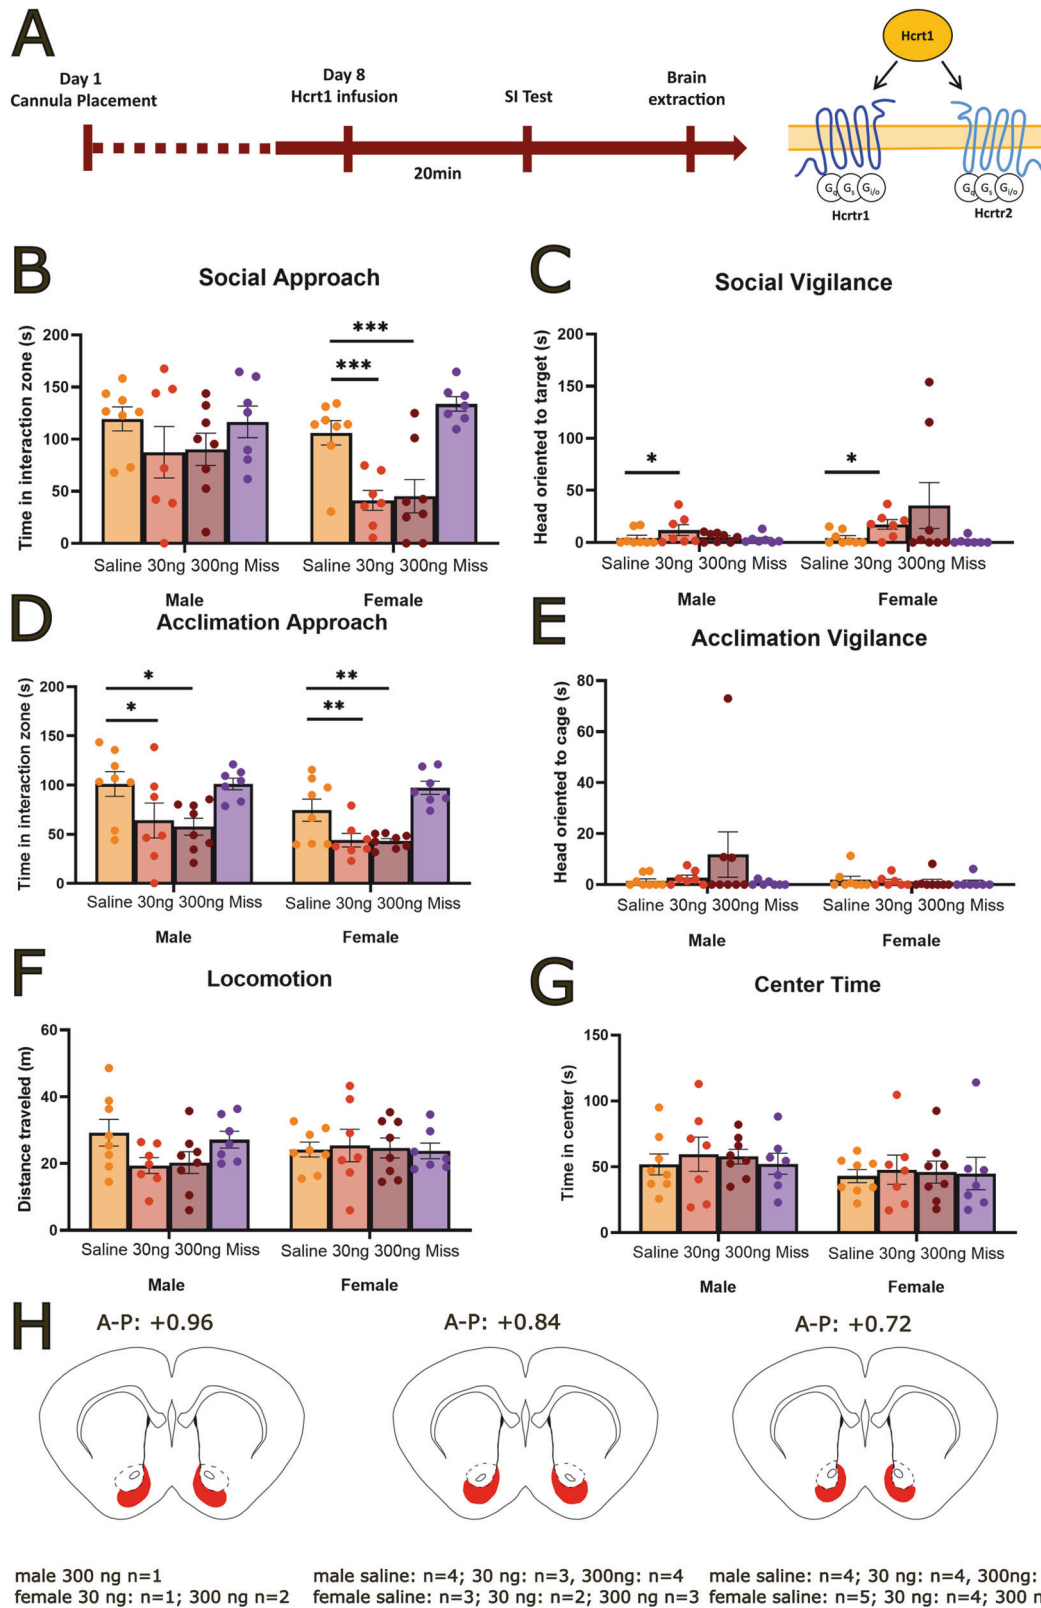 A
Day 1
Cannula Placement
Day 8
Hcrt1 infusion
SI Test
Brain
extraction
20min
Hcrt1
Gq Gs Gi/o
Hcrtr1
Gq Gs Gi/o
Hcrtr2
B
Social Approach
Time in interaction zone (s)
200
150
100
50
0
***
***
Saline 30ng 300ng Miss
Saline 30ng 300ng Miss
Male
Female
C
Social Vigilance
Head oriented to target (s)
200
150
100
50
0
*
*
Saline 30ng 300ng Miss
Saline 30ng 300ng Miss
Male
Female
D
Acclimation Approach
Time in interaction zone (s)
200
150
100
50
0
*
*
**
**
Saline 30ng 300ng Miss
Saline 30ng 300ng Miss
Male
Female
E
Acclimation Vigilance
Head oriented to cage (s)
80
60
40
20
0
Saline 30ng 300ng Miss
Saline 30ng 300ng Miss
Male
Female
F
Locomotion
Distance traveled (m)
60
40
20
0
Saline 30ng 300ng Miss
Saline 30ng 300ng Miss
Male
Female
G
Center Time
Time in center (s)
150
100
50
0
Saline 30ng 300ng Miss
Saline 30ng 300ng Miss
Male
Female
H
A-P: +0.96
A-P: +0.84
A-P: +0.72
male 300 ng n=1
female 30 ng: n=1; 300 ng n=2
male saline: n=4; 30 ng: n=3, 300ng: n=4
female saline: n=3; 30 ng: n=2; 300 ng n=3
male saline: n=4; 30 ng: n=4, 300ng:
female saline: n=5; 30 ng: n=4; 300 n